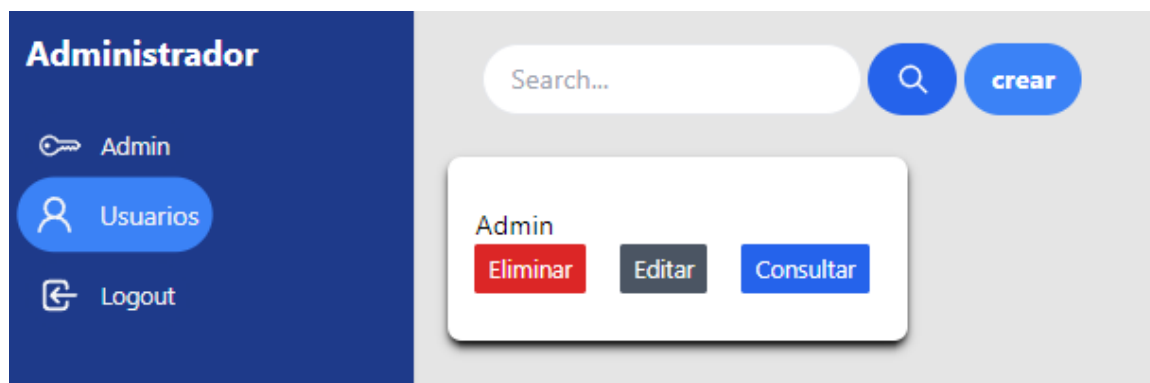 Administrador
Admin
Usuarios
Logout
Search...
crear
Admin
Eliminar
Editar
Consultar